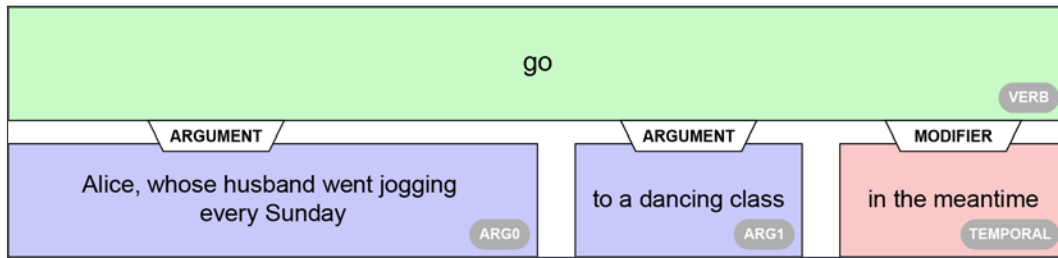 go
VERB
ARGUMENT
ARGUMENT
MODIFIER
Alice, whose husband went jogging
every Sunday
ARG0
to a dancing class
ARG1
in the meantime
TEMPORAL